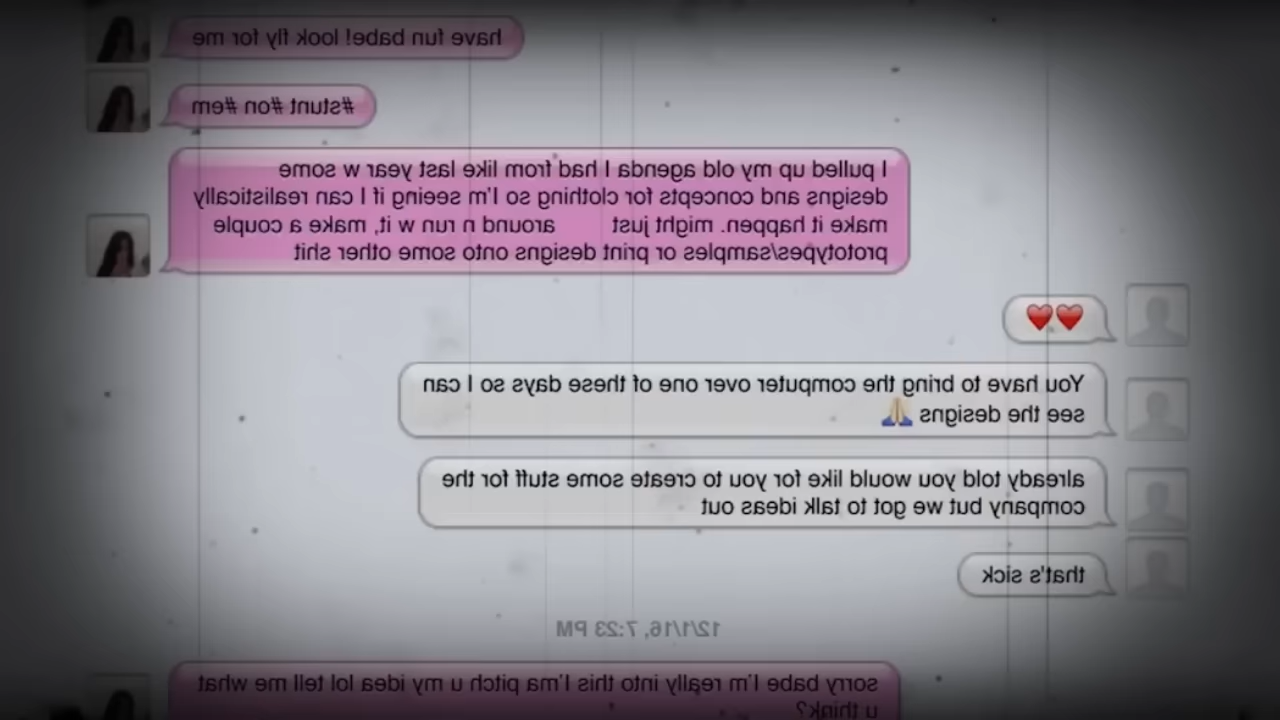 have fun babe! look fly for me
#stunt #on #em
I pulled up my old agenda I had from like last year w some
designs and concepts for clothing so I'm seeing if I can realistically
make it happen. might just around n run w it, make a couple
prototypes/samples or print designs onto some other shit
❤️❤️
You have to bring the computer over one of these days so I can
see the designs 🙏
already told you would like for you to create some stuff for the
company but we got to talk ideas out
that's sick
12/1/16, 7:23 PM
sorry babe I'm really into this I'ma pitch u my idea lol tell me what
u think?